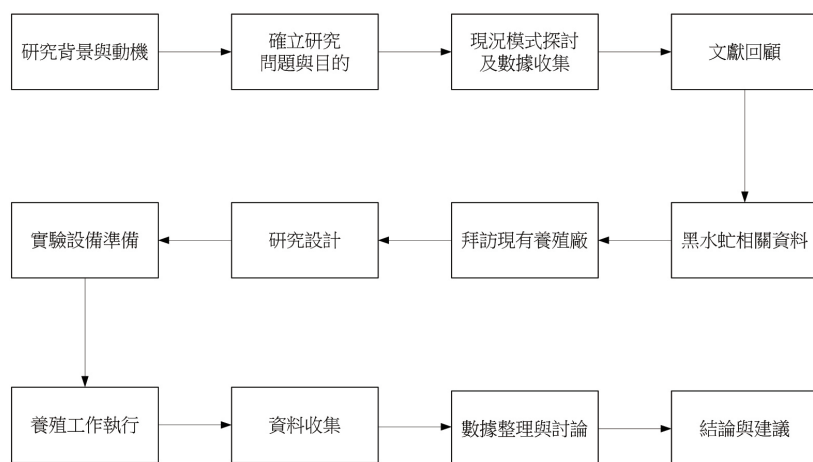 研究背景與動機
確立研究
問題與目的
現況模式探討
及數據收集
文獻回顧
黑水虻相關資料
拜訪現有養殖廠
研究設計
實驗設備準備
養殖工作執行
資料收集
數據整理與討論
結論與建議